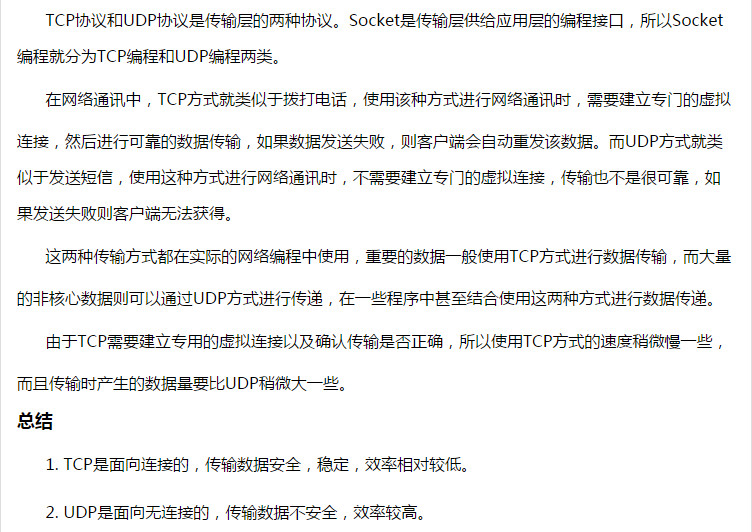 TCP协议和UDP协议是传输层的两种协议。Socket是传输层供给应用层的编程接口，所以Socket
编程就分为TCP编程和UDP编程两类。
在网络通讯中，TCP方式就类似于拨打电话，使用该种方式进行网络通讯时，需要建立专门的虚拟
连接，然后进行可靠的数据传输，如果数据发送失败，则客户端会自动重发该数据。而UDP方式就类
似于发送短信，使用这种方式进行网络通讯时，不需要建立专门的虚拟连接，传输也不是很可靠，如
果发送失败则客户端无法获得。
这两种传输方式都在实际的网络编程中使用，重要的数据一般使用TCP方式进行数据传输，而大量
的非核心数据则可以通过UDP方式进行传递，在一些程序中甚至结合使用这两种方式进行数据传递。
由于TCP需要建立专用的虚拟连接以及确认传输是否正确，所以使用TCP方式的速度稍微慢一些，
而且传输时产生的数据量要比UDP稍微大一些。
总结
1. TCP是面向连接的，传输数据安全，稳定，效率相对较低。
2. UDP是面向无连接的，传输数据不安全，效率较高。